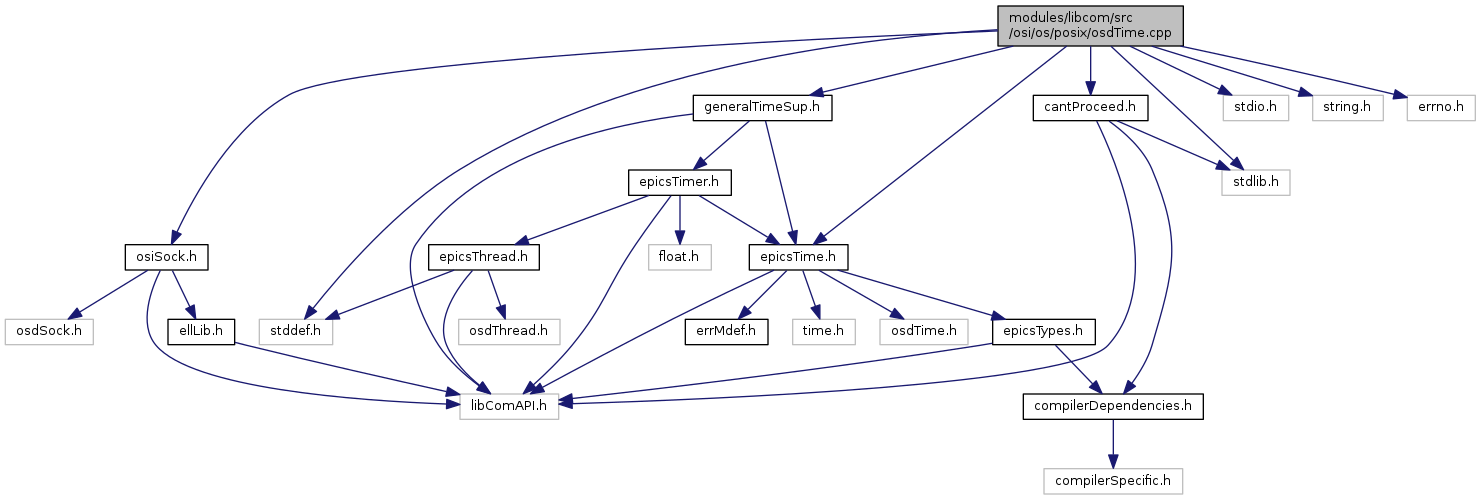 modules/libcom/src
/osi/os/posix/osdTime.cpp
generalTimeSup.h
cantProceed.h
stdio.h
string.h
errno.h
epicsTimer.h
stdlib.h
osiSock.h
epicsThread.h
float.h
epicsTime.h
osdSock.h
ellLib.h
stddef.h
osdThread.h
errMdef.h
time.h
osdTime.h
epicsTypes.h
libComAPI.h
compilerDependencies.h
compilerSpecific.h